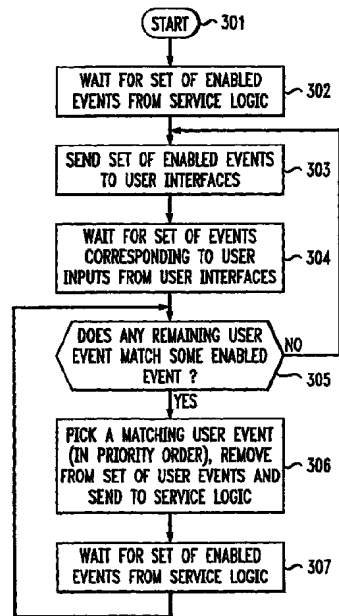 START
301
WAIT FOR SET OF ENABLED
EVENTS FROM SERVICE LOGIC
302
SEND SET OF ENABLED EVENTS
TO USER INTERFACES
303
WAIT FOR SET OF EVENTS
CORRESPONDING TO USER
INPUTS FROM USER INTERFACES
304
DOES ANY REMAINING USER
EVENT MATCH SOME ENABLED
EVENT ?
NO
305
YES
PICK A MATCHING USER EVENT
(IN PRIORITY ORDER), REMOVE
FROM SET OF USER EVENTS AND
SEND TO SERVICE LOGIC
306
WAIT FOR SET OF ENABLED
EVENTS FROM SERVICE LOGIC
307